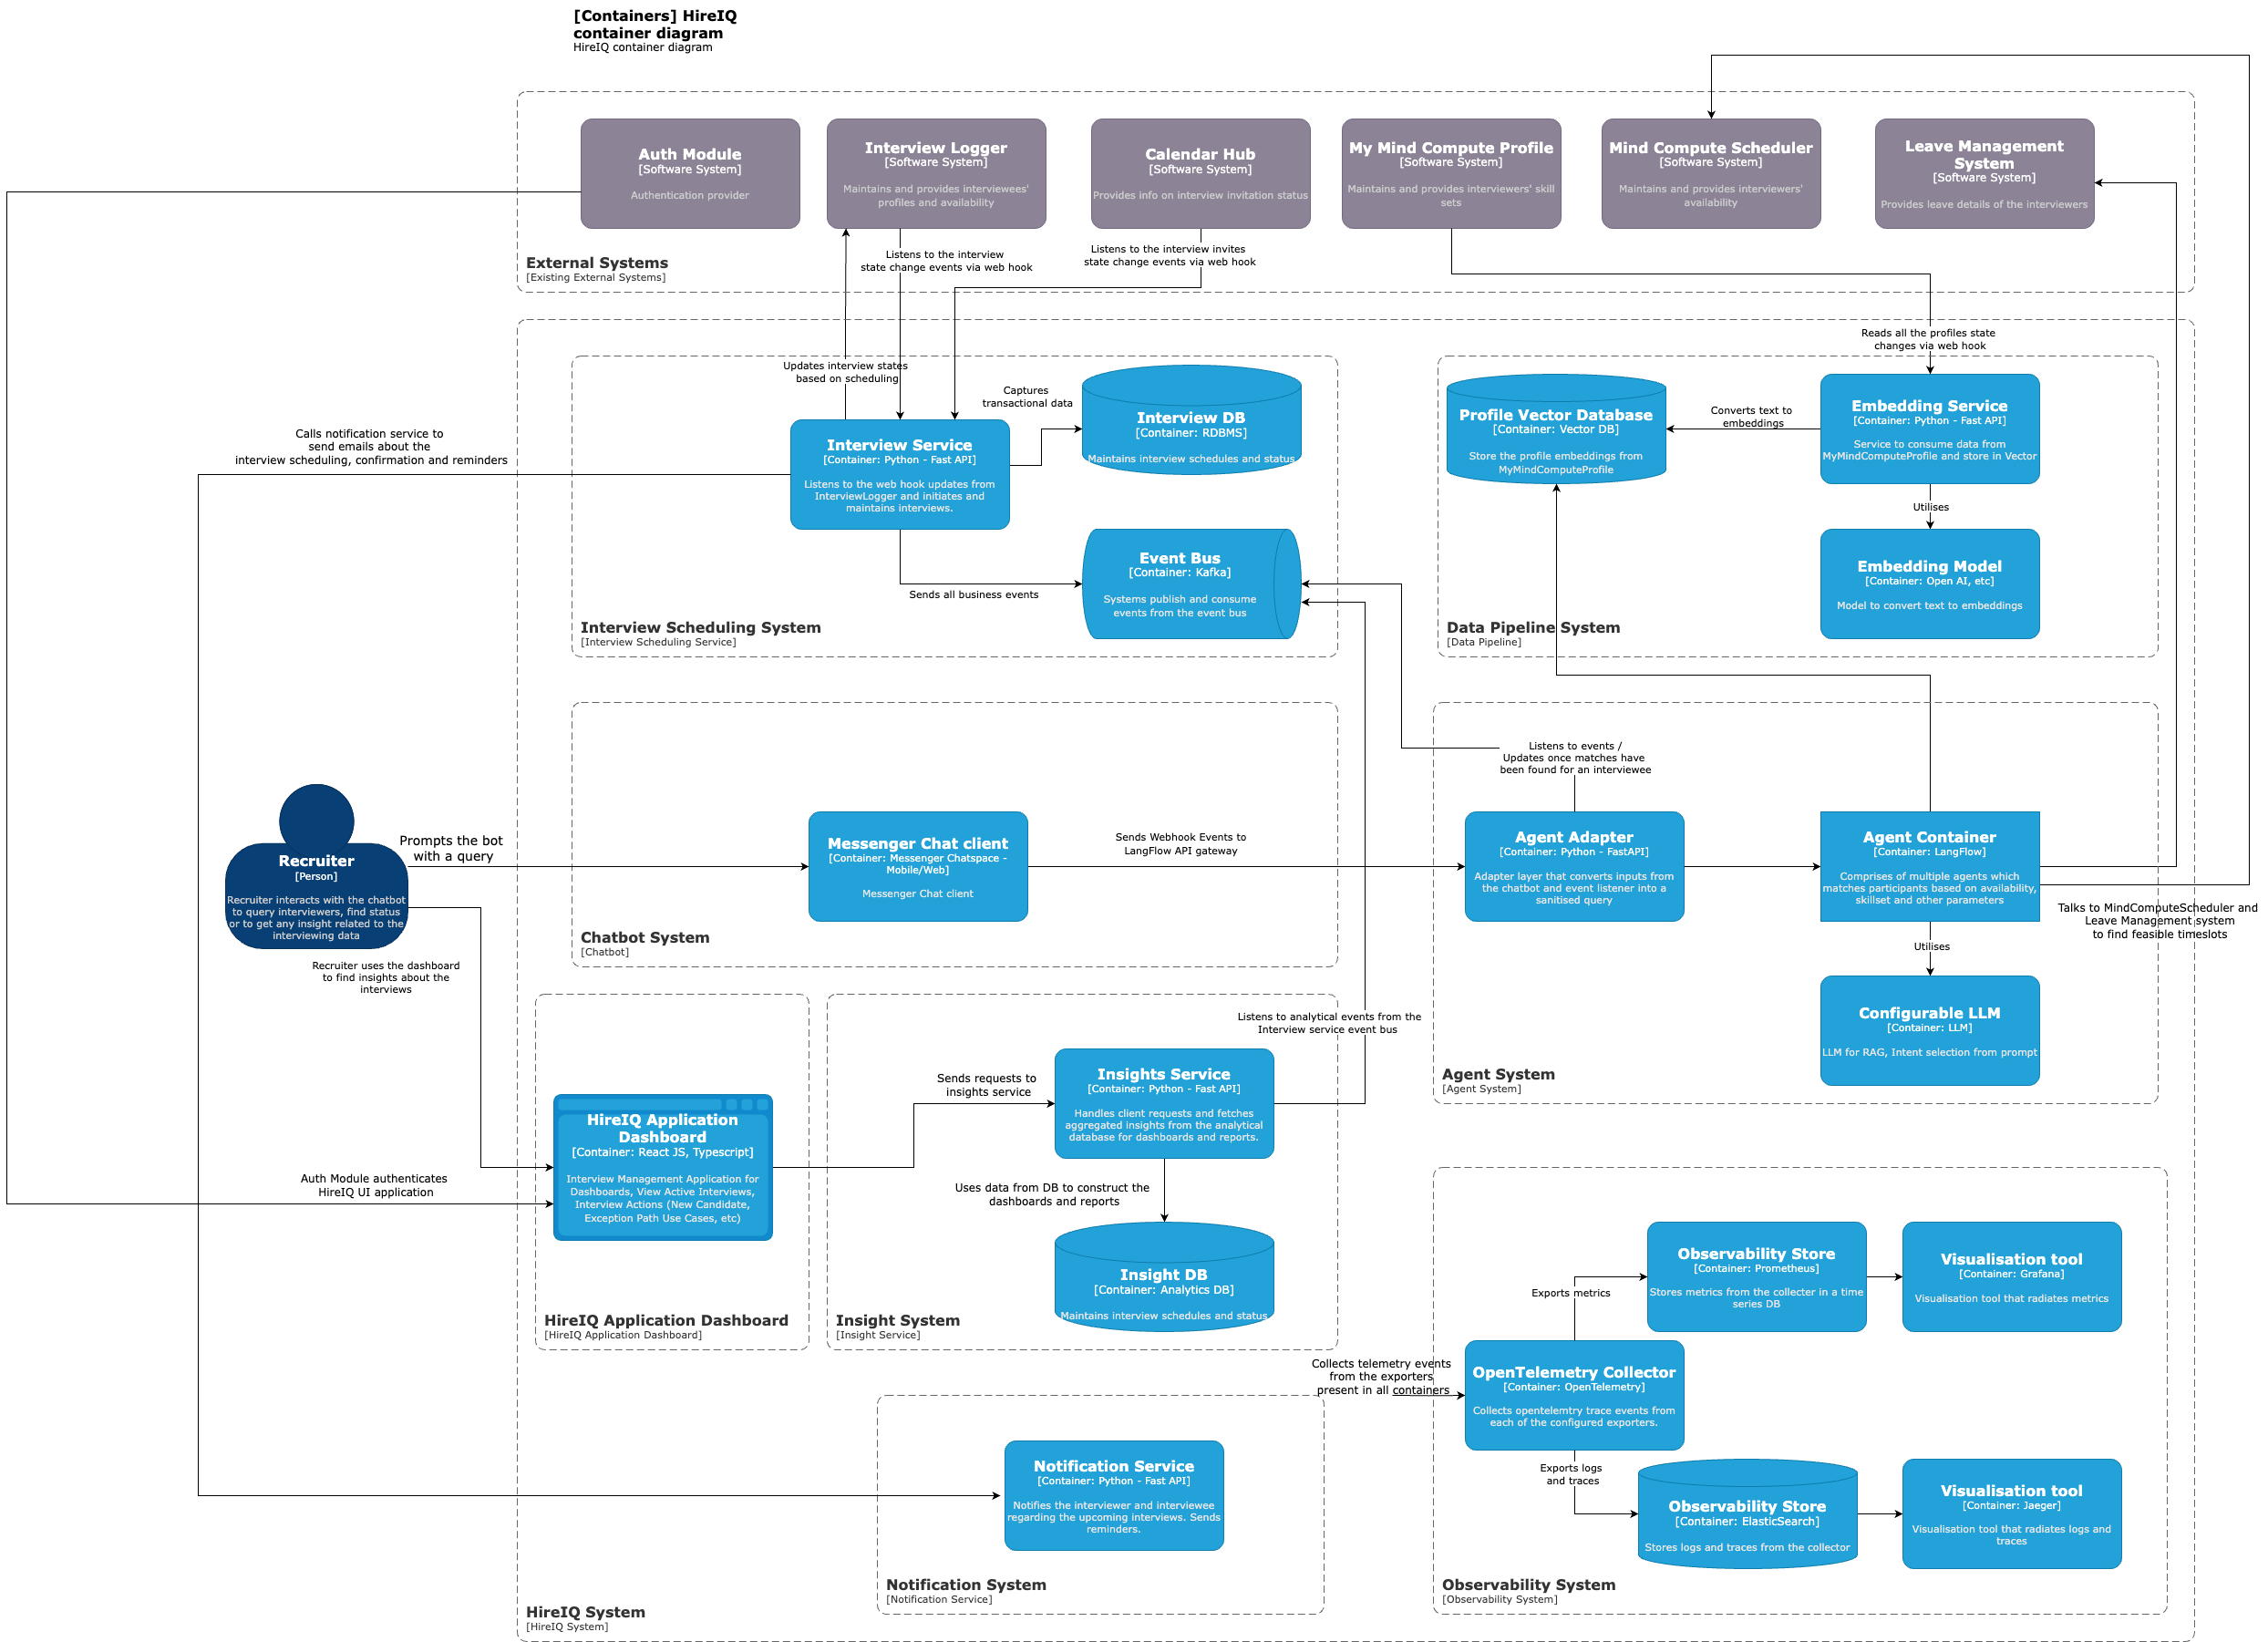 [Containers] HireIQ
container diagram
HireIQ container diagram
Auth Module
[Software System]
Authentication provider
Interview Logger
[Software System]
Maintains and provides interviewees'
profiles and availability
Calendar Hub
[Software System]
Provides info on interview invitation status
My Mind Compute Profile
[Software System]
Maintains and provides interviewers' skill
sets
Mind Compute Scheduler
[Software System]
Maintains and provides interviewers'
availability
Leave Management
System
[Software System]
Provides leave details of the interviewers
External Systems
[Existing External Systems]
Listens to the interview
state change events via web hook
Listens to the interview invites
state change events via web hook
Reads all the profiles state
changes via web hook
Updates interview states
based on scheduling
Captures
transactional data
Interview DB
[Container: RDBMS]
Maintains interview schedules and status
Interview Service
[Container: Python - Fast API]
Listens to the web hook updates from
InterviewLogger and initiates and
maintains interviews.
Calls notification service to
send emails about the
interview scheduling, confirmation and reminders
Event Bus
[Container: Kafka]
Systems publish and consume
events from the event bus
Sends all business events
Interview Scheduling System
[Interview Scheduling Service]
Profile Vector Database
[Container: Vector DB]
Store the profile embeddings from
MyMindComputeProfile
Converts text to
embeddings
Embedding Service
[Container: Python - Fast API]
Service to consume data from
MyMindComputeProfile and store in Vector
Utilises
Embedding Model
[Container: Open AI, etc]
Model to convert text to embeddings
Data Pipeline System
[Data Pipeline]
Recruiter
[Person]
Recruiter interacts with the chatbot
to query interviewers, find status
or to get any insight related to the
interviewing data
Prompts the bot
with a query
Messenger Chat client
[Container: Messenger Chatspace -
Mobile/Web]
Messenger Chat client
Chatbot System
[Chatbot]
Sends Webhook Events to
LangFlow API gateway
Listens to events /
Updates once matches have
been found for an interviewee
Agent Adapter
[Container: Python - FastAPI]
Adapter layer that converts inputs from
the chatbot and event listener into a
sanitised query
Agent Container
[Container: LangFlow]
Comprises of multiple agents which
matches participants based on availability,
skillset and other parameters
Talks to MindComputeScheduler and
Leave Management system
to find feasible timeslots
Utilises
Configurable LLM
[Container: LLM]
LLM for RAG, Intent selection from prompt
Agent System
[Agent System]
Recruiter uses the dashboard
to find insights about the
interviews
Auth Module authenticates
HireIQ UI application
HireIQ Application
Dashboard
[Container: React JS, Typescript]
Interview Management Application for
Dashboards, View Active Interviews,
Interview Actions (New Candidate,
Exception Path Use Cases, etc)
HireIQ Application Dashboard
[HireIQ Application Dashboard]
Sends requests to
insights service
Listens to analytical events from the
Interview service event bus
Insights Service
[Container: Python - Fast API]
Handles client requests and fetches
aggregated insights from the analytical
database for dashboards and reports.
Uses data from DB to construct the
dashboards and reports
Insight DB
[Container: Analytics DB]
Maintains interview schedules and status
Insight System
[Insight Service]
Notification Service
[Container: Python - Fast API]
Notifies the interviewer and interviewee
regarding the upcoming interviews. Sends
reminders.
Notification System
[Notification Service]
Collects telemetry events
from the exporters
present in all containers
OpenTelemetry Collector
[Container: OpenTelemetry]
Collects opentelemtry trace events from
each of the configured exporters.
Exports metrics
Observability Store
[Container: Prometheus]
Stores metrics from the collecter in a time
series DB
Visualisation tool
[Container: Grafana]
Visualisation tool that radiates metrics
Exports logs
and traces
Observability Store
[Container: ElasticSearch]
Stores logs and traces from the collector
Visualisation tool
[Container: Jaeger]
Visualisation tool that radiates logs and
traces
Observability System
[Observability System]
HireIQ System
[HireIQ System]